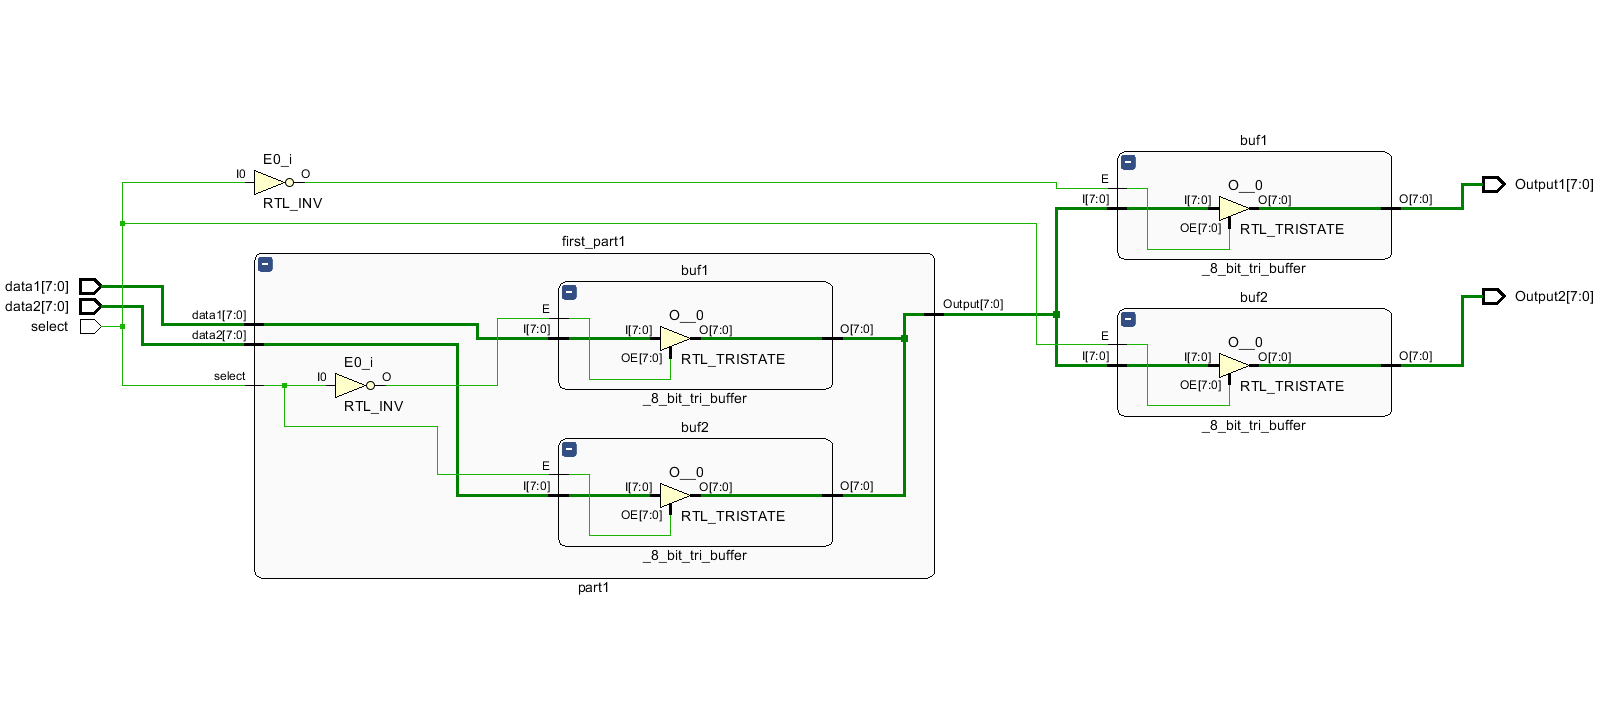 buf1
E0_i
I0
O
RTL_INV
E
I[7:0]
O__0
I[7:0]
O[7:0]
OE[7:0]
RTL_TRISTATE
O[7:0]
Output1[7:0]
_8_bit_tri_buffer
first_part1
data1[7:0]
data2[7:0]
select
data1[7:0]
data2[7:0]
select
E0_i
I0
O
RTL_INV
buf1
E
I[7:0]
O__0
I[7:0]
O[7:0]
OE[7:0]
RTL_TRISTATE
O[7:0]
_8_bit_tri_buffer
Output[7:0]
buf2
E
I[7:0]
O__0
I[7:0]
O[7:0]
OE[7:0]
RTL_TRISTATE
O[7:0]
_8_bit_tri_buffer
part1
buf2
E
I[7:0]
O__0
I[7:0]
O[7:0]
OE[7:0]
RTL_TRISTATE
O[7:0]
Output2[7:0]
_8_bit_tri_buffer